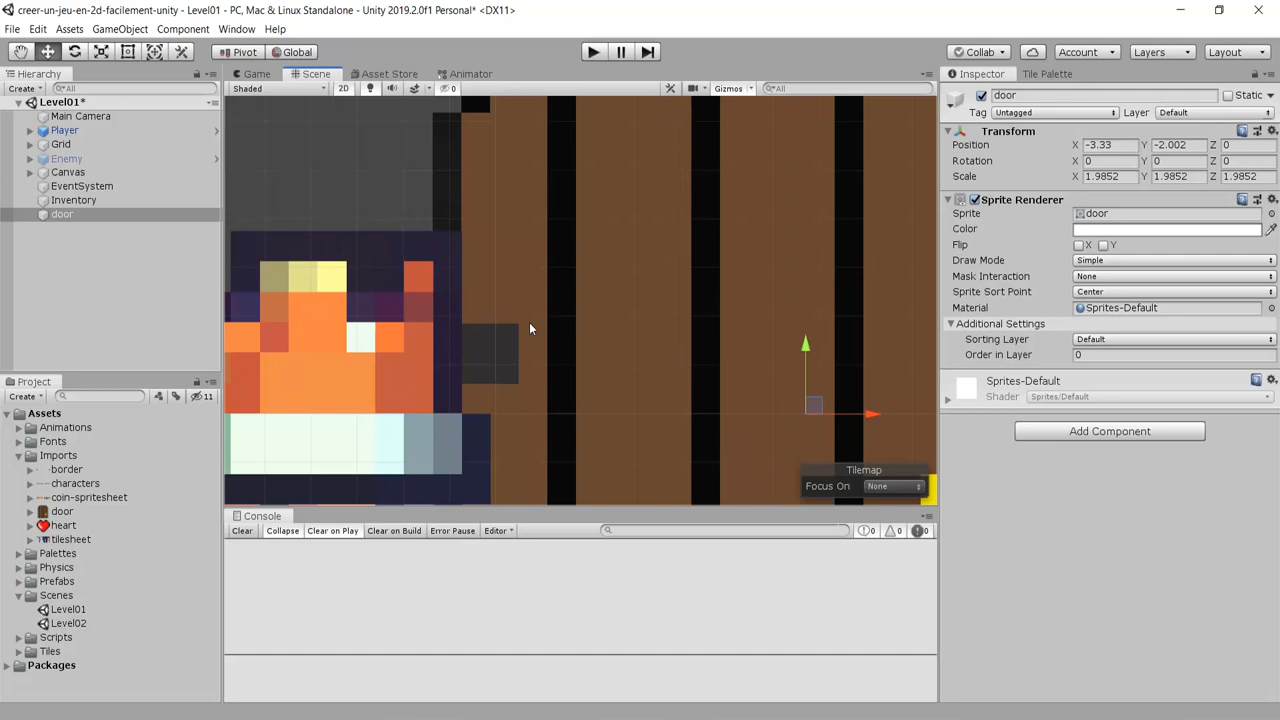 creer-un-jeu-en-2d-facilement-unity - Level01 - PC, Mac & Linux Standalone - Unity 2019.2.0f1 Personal* <DX11>
File Edit Assets GameObject Component Window Help
Pivot Global Collab Account Layers Layout
Hierarchy Game Scene Asset Store Animator Inspector Tile Palette
Create All Shaded 2D 0 Gizmos All door Static
Level01*
Tag Untagged Layer Default
Main Camera
Player
Grid
Enemy
Canvas
EventSystem
Inventory
door
Transform
Position X -3.33 Y -2.002 Z 0
Rotation X 0 Y 0 Z 0
Scale X 1.9852 Y 1.9852 Z 1.9852
Sprite Renderer
Sprite door
Color
Flip X Y
Draw Mode Simple
Mask Interaction None
Sprite Sort Point Center
Material Sprites-Default
Additional Settings
Sorting Layer Default
Order in Layer 0
Sprites-Default
Shader Sprites/Default
Add Component
Tilemap
Focus On None
Project
Create 11
Assets
Animations
Fonts
Imports
border
characters
coin-spritesheet
door
heart
tilesheet
Palettes
Physics
Prefabs
Scenes
Level01
Level02
Scripts
Tiles
Packages
Console
Clear Collapse Clear on Play Clear on Build Error Pause Editor 0 0 0